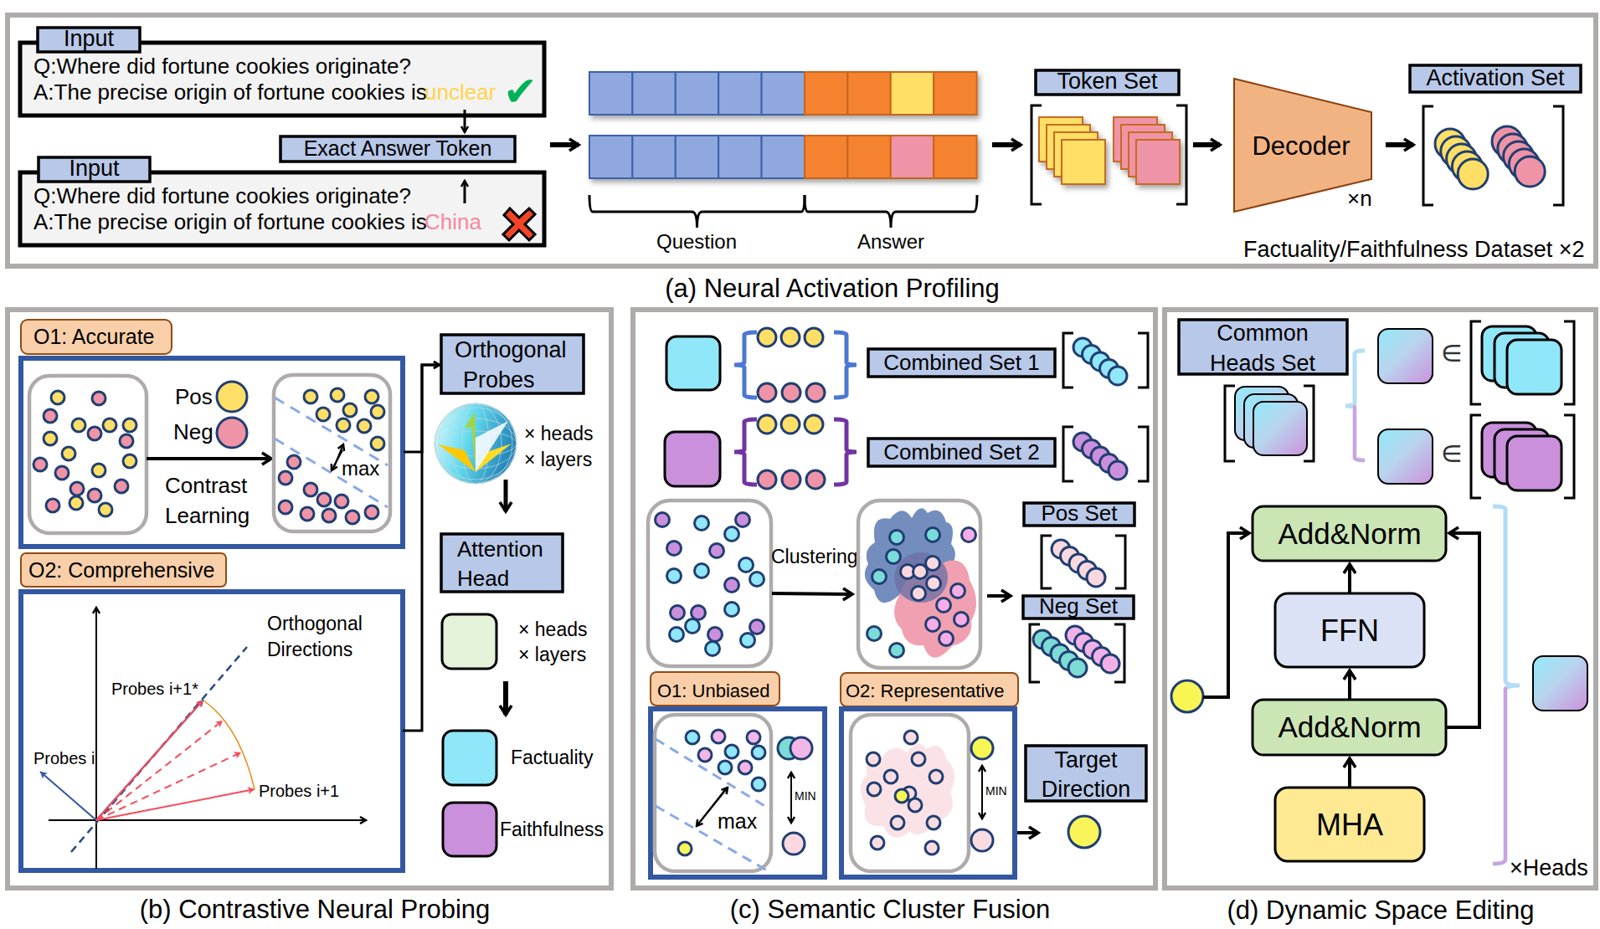 Input
Q:Where did fortune cookies originate?
A:The precise origin of fortune cookies is unclear
Exact Answer Token
Input
Q:Where did fortune cookies originate?
A:The precise origin of fortune cookies is China
Question
Answer
Token Set
Decoder
×n
Activation Set
Factuality/Faithfulness Dataset ×2
(a) Neural Activation Profiling
O1: Accurate
Pos
Neg
Contrast
Learning
max
O2: Comprehensive
Orthogonal
Directions
Probes i+1*
Probes i
Probes i+1
Orthogonal
Probes
× heads
× layers
Attention
Head
× heads
× layers
Factuality
Faithfulness
(b) Contrastive Neural Probing
Combined Set 1
Combined Set 2
Clustering
Pos Set
Neg Set
O1: Unbiased
max
MIN
O2: Representative
MIN
Target
Direction
(c) Semantic Cluster Fusion
Common
Heads Set
∈
∈
Add&Norm
FFN
Add&Norm
MHA
×Heads
(d) Dynamic Space Editing